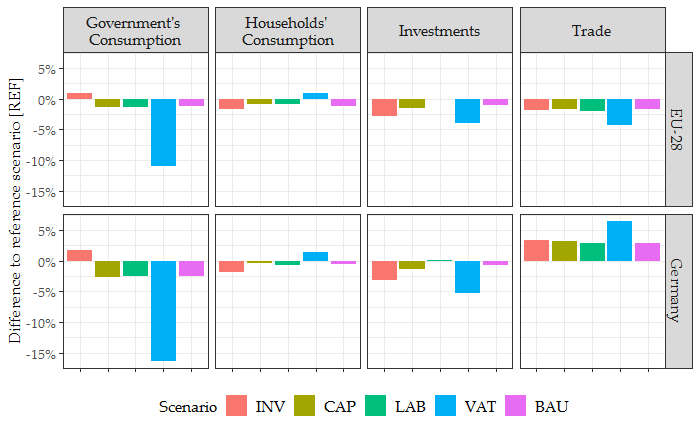 Government's
Consumption
Households'
Consumption
Investments
Trade
Difference to reference scenario [REF]
5%
0%
-5%
-10%
-15%
EU-28
5%
0%
-5%
-10%
-15%
Germany
Scenario INV CAP LAB VAT BAU